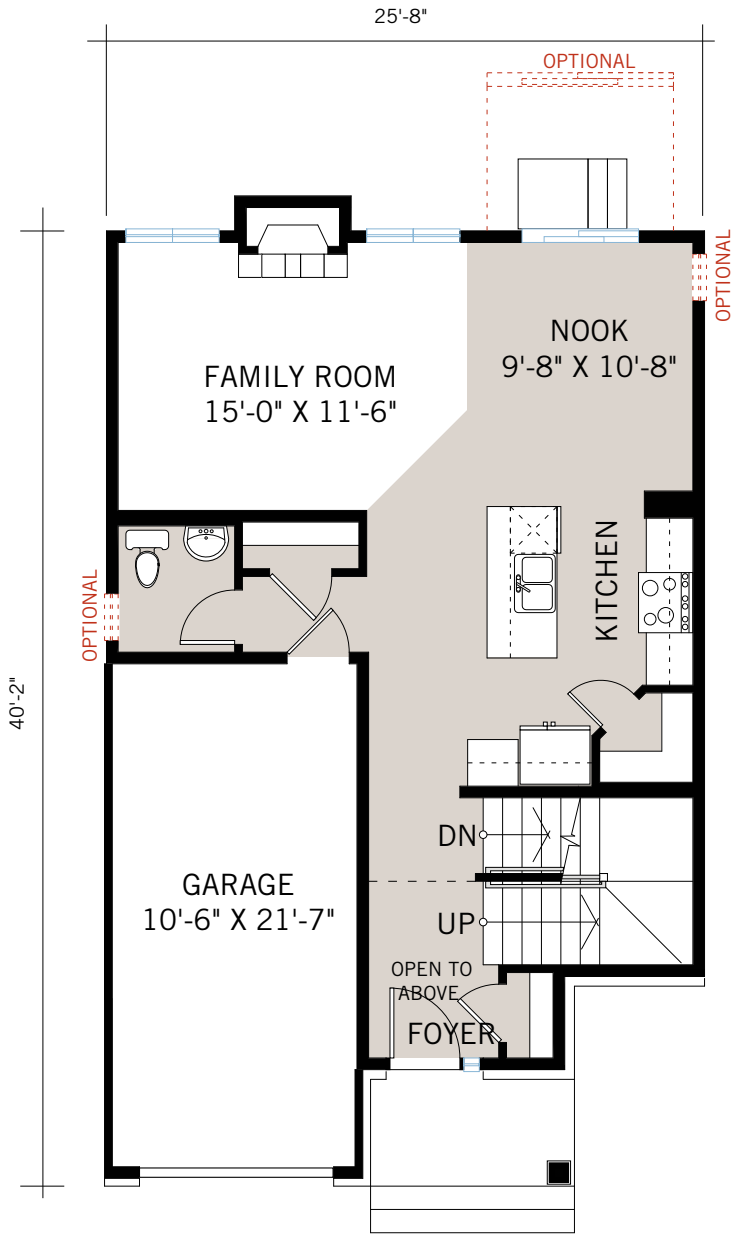 25'-8"
OPTIONAL
OPTIONAL
NOOK
9'-8" X 10'-8"
FAMILY ROOM
15'-0" X 11'-6"
KITCHEN
OPTIONAL
40'-2"
DN
GARAGE
10'-6" X 21'-7"
UP
OPEN TO
ABOVE
FOYER